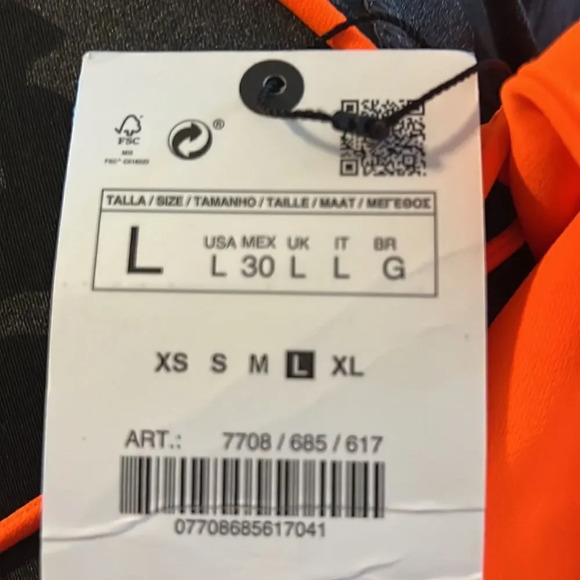 FSC
MIX
®
TALLA / SIZE / TAMANHO / TAILLE / MAAT / ΜΕΓΕΘΟΣ
L
USA MEX UK IT BR
L 30 L L G
XS S M L XL
ART.: 7708 / 685 / 617
07708685617041